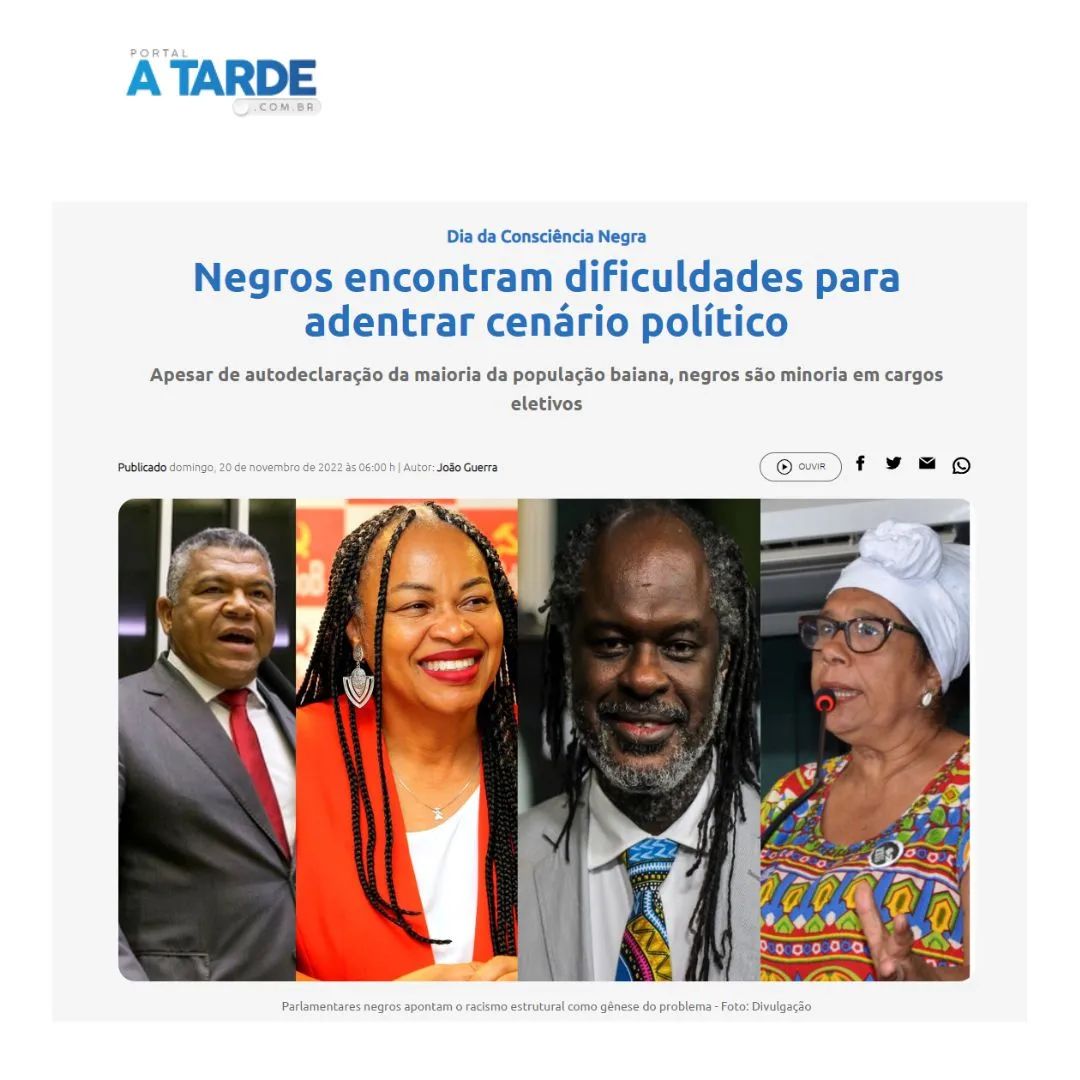 PORTAL
A TARDE
.COM.BR
Dia da Consciência Negra
Negros encontram dificuldades para
adentrar cenário político
Apesar de autodeclaração da maioria da população baiana, negros são minoria em cargos
eletivos
Publicado domingo, 20 de novembro de 2022 às 06:00 h | Autor: João Guerra
OUVIR
Parlamentares negros apontam o racismo estrutural como gênese do problema - Foto: Divulgação